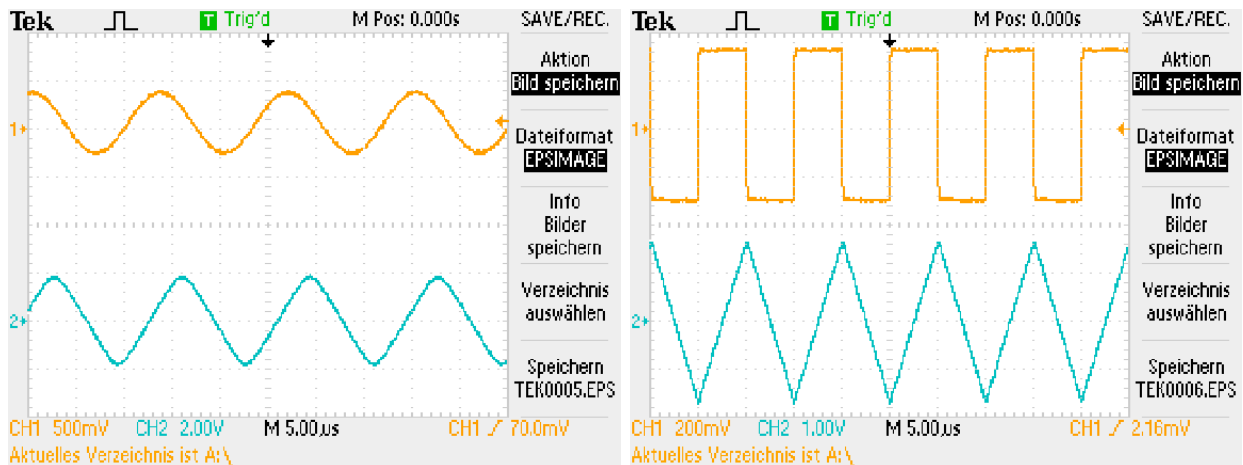 Tek T Trig'd M Pos: 0.000s SAVE/REC.
Aktion
Bild speichern
1
Dateiformat
EPSIMAGE
Info
Bilder
speichern
Verzeichnis
auswählen
2
Speichern
TEK0005.EPS
CH1 500mV CH2 2.00V M 5.00µs CH1 70.0mV
Aktuelles Verzeichnis ist A:\
Tek T Trig'd M Pos: 0.000s SAVE/REC.
Aktion
Bild speichern
1
Dateiformat
EPSIMAGE
Info
Bilder
speichern
Verzeichnis
auswählen
2
Speichern
TEK0006.EPS
CH1 200mV CH2 1.00V M 5.00µs CH1 2.16mV
Aktuelles Verzeichnis ist A:\